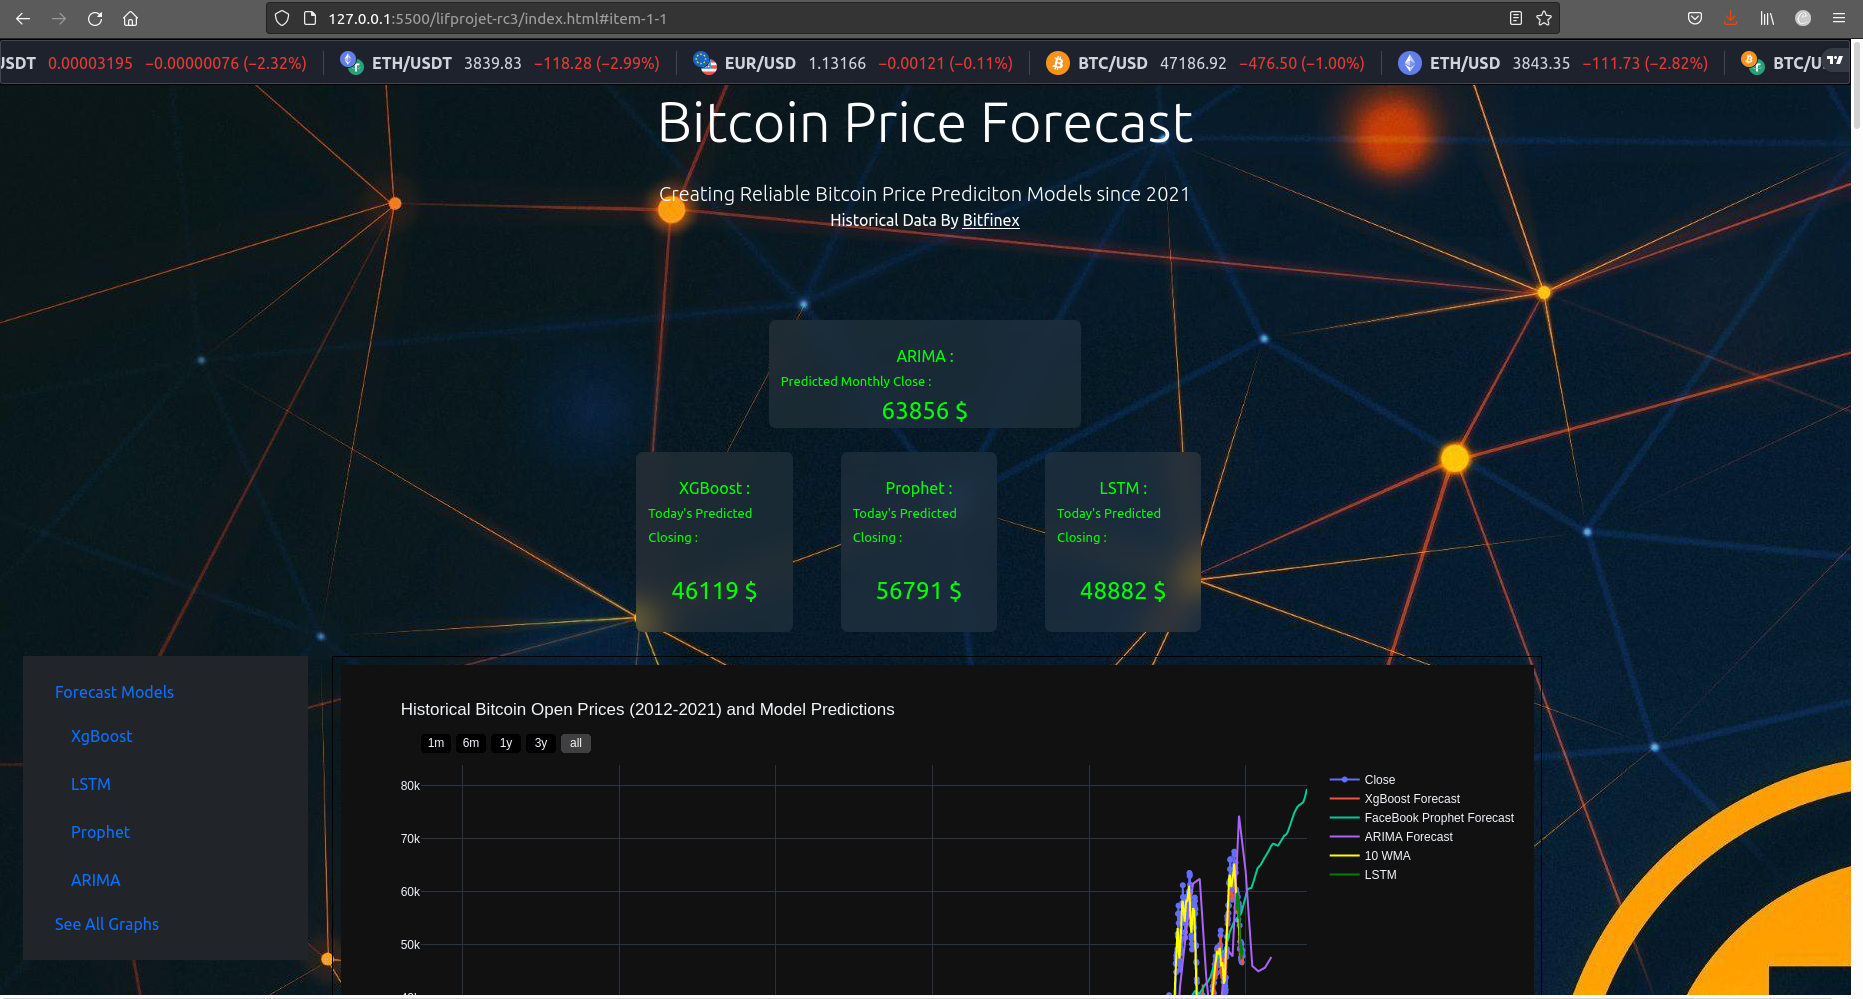 127.0.0.1:5500/lifprojet-rc3/index.html#item-1-1
USDT 0.00003195 −0.00000076 (−2.32%) ETH/USDT 3839.83 −118.28 (−2.99%) EUR/USD 1.13166 −0.00121 (−0.11%) BTC/USD 47186.92 −476.50 (−1.00%) ETH/USD 3843.35 −111.73 (−2.82%) BTC/U
Bitcoin Price Forecast
Creating Reliable Bitcoin Price Prediciton Models since 2021
Historical Data By Bitfinex
ARIMA :
Predicted Monthly Close :
63856 $
XGBoost :
Today's Predicted
Closing :
46119 $
Prophet :
Today's Predicted
Closing :
56791 $
LSTM :
Today's Predicted
Closing :
48882 $
Forecast Models
XgBoost
LSTM
Prophet
ARIMA
See All Graphs
Historical Bitcoin Open Prices (2012-2021) and Model Predictions
1m 6m 1y 3y all
80k
70k
60k
50k
Close
XgBoost Forecast
FaceBook Prophet Forecast
ARIMA Forecast
10 WMA
LSTM